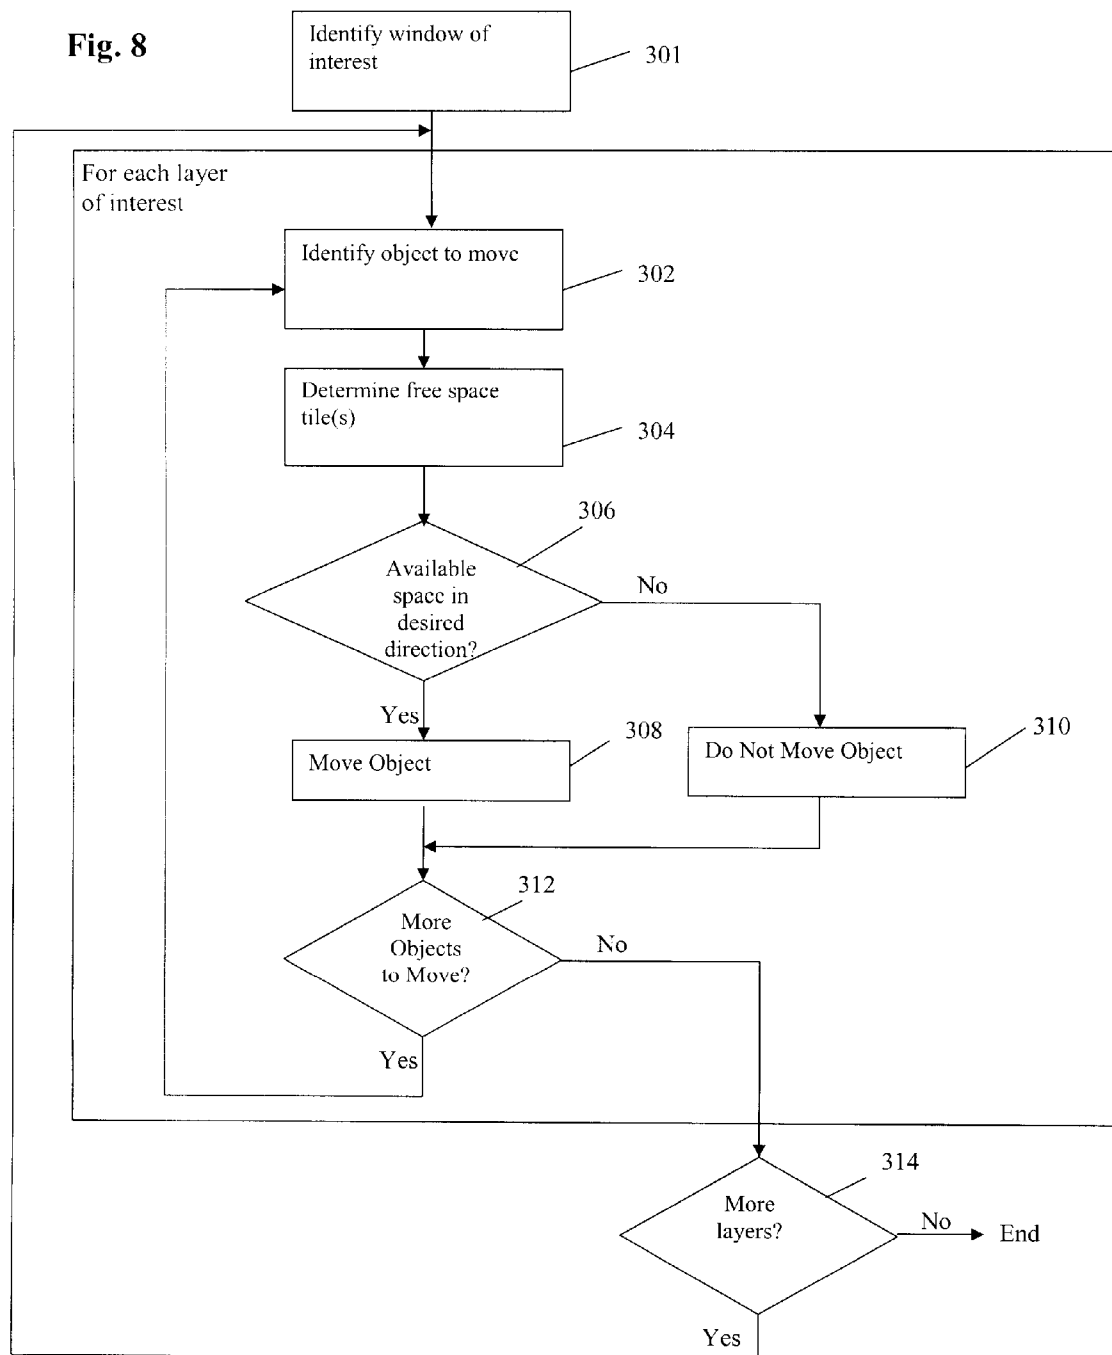 Fig. 8
Identify window of
interest
301
For each layer
of interest
Identify object to move
302
Determine free space
tile(s)
304
306
Available
space in
desired
direction?
No
Yes
308
Move Object
310
Do Not Move Object
312
More
Objects
to Move?
No
Yes
314
More
layers?
No
End
Yes